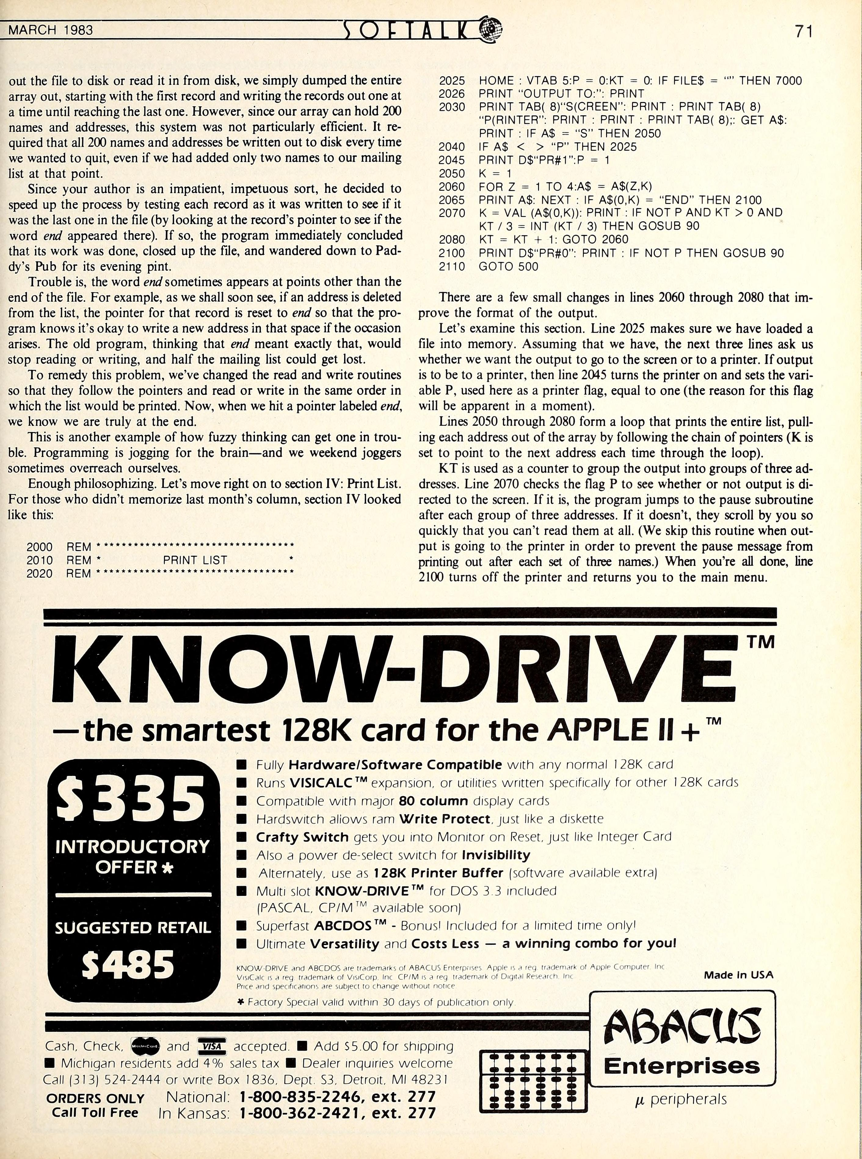 MARCH 1983
SOFTALK
71
out the file to disk or read it in from disk, we simply dumped the entire
array out, starting with the first record and writing the records out one at
a time until reaching the last one. However, since our array can hold 200
names and addresses, this system was not particularly efficient. It re-
quired that all 200 names and addresses be written out to disk every time
we wanted to quit, even if we had added only two names to our mailing
list at that point.
Since your author is an impatient, impetuous sort, he decided to
speed up the process by testing each record as it was written to see if it
was the last one in the file (by looking at the record's pointer to see if the
word end appeared there). If so, the program immediately concluded
that its work was done, closed up the file, and wandered down to Pad-
dy's Pub for its evening pint.
Trouble is, the word end sometimes appears at points other than the
end of the file. For example, as we shall soon see, if an address is deleted
from the list, the pointer for that record is reset to end so that the pro-
gram knows it's okay to write a new address in that space if the occasion
arises. The old program, thinking that end meant exactly that, would
stop reading or writing, and half the mailing list could get lost.
To remedy this problem, we've changed the read and write routines
so that they follow the pointers and read or write in the same order in
which the list would be printed. Now, when we hit a pointer labeled end,
we know we are truly at the end.
This is another example of how fuzzy thinking can get one in trou-
ble. Programming is jogging for the brain—and we weekend joggers
sometimes overreach ourselves.
Enough philosophizing. Let's move right on to section IV: Print List.
For those who didn't memorize last month's column, section IV looked
like this:
2000 REM ********************************
2010 REM * PRINT LIST *
2020 REM ********************************
2025 HOME : VTAB 5:P = 0:KT = 0: IF FILE$ = "" THEN 7000
2026 PRINT "OUTPUT TO:": PRINT
2030 PRINT TAB( 8)"S(CREEN": PRINT : PRINT TAB( 8)
"P(RINTER": PRINT : PRINT : PRINT TAB( 8);: GET A$:
PRINT : IF A$ = "S" THEN 2050
2040 IF A$ < > "P" THEN 2025
2045 PRINT D$"PR#1":P = 1
2050 K = 1
2060 FOR Z = 1 TO 4:A$ = A$(Z,K)
2065 PRINT A$: NEXT : IF A$(0,K) = "END" THEN 2100
2070 K = VAL (A$(0,K)): PRINT : IF NOT P AND KT > 0 AND
KT / 3 = INT (KT / 3) THEN GOSUB 90
2080 KT = KT + 1: GOTO 2060
2100 PRINT D$"PR#0": PRINT : IF NOT P THEN GOSUB 90
2110 GOTO 500
There are a few small changes in lines 2060 through 2080 that im-
prove the format of the output.
Let's examine this section. Line 2025 makes sure we have loaded a
file into memory. Assuming that we have, the next three lines ask us
whether we want the output to go to the screen or to a printer. If output
is to be to a printer, then line 2045 turns the printer on and sets the vari-
able P, used here as a printer flag, equal to one (the reason for this flag
will be apparent in a moment).
Lines 2050 through 2080 form a loop that prints the entire list, pull-
ing each address out of the array by following the chain of pointers (K is
set to point to the next address each time through the loop).
KT is used as a counter to group the output into groups of three ad-
dresses. Line 2070 checks the flag P to see whether or not output is di-
rected to the screen. If it is, the program jumps to the pause subroutine
after each group of three addresses. If it doesn't, they scroll by you so
quickly that you can't read them at all. (We skip this routine when out-
put is going to the printer in order to prevent the pause message from
printing out after each set of three names.) When you're all done, line
2100 turns off the printer and returns you to the main menu.
KNOW-DRIVE™
—the smartest 128K card for the APPLE II +™
$335
INTRODUCTORY
OFFER *
SUGGESTED RETAIL
$485
■ Fully Hardware/Software Compatible with any normal 128K card
■ Runs VISICALC™ expansion, or utilities written specifically for other 128K cards
■ Compatible with major 80 column display cards
■ Hardswitch allows ram Write Protect, just like a diskette
■ Crafty Switch gets you into Monitor on Reset, just like Integer Card
■ Also a power de-select switch for Invisibility
■ Alternately, use as 128K Printer Buffer (software available extra)
■ Multi slot KNOW-DRIVE™ for DOS 3.3 included
(PASCAL, CP/M™ available soon)
■ Superfast ABCDOS™ - Bonus! Included for a limited time only!
■ Ultimate Versatility and Costs Less — a winning combo for you!
KNOW-DRIVE and ABCDOS are trademarks of ABACUS Enterprises. Apple is a reg. trademark of Apple Computer, Inc.
VisiCalc is a reg. trademark of VisiCorp, Inc. CP/M is a reg. trademark of Digital Research, Inc.
Price and specifications are subject to change without notice.
Made in USA
* Factory Special valid within 30 days of publication only.
Cash, Check, MasterCard and VISA accepted. ■ Add $5.00 for shipping
■ Michigan residents add 4% sales tax ■ Dealer inquiries welcome
Call (313) 524-2444 or write Box 1836, Dept. S3, Detroit, MI 48231
ORDERS ONLY National: 1-800-835-2246, ext. 277
Call Toll Free In Kansas: 1-800-362-2421, ext. 277
ABACUS
Enterprises
μ peripherals